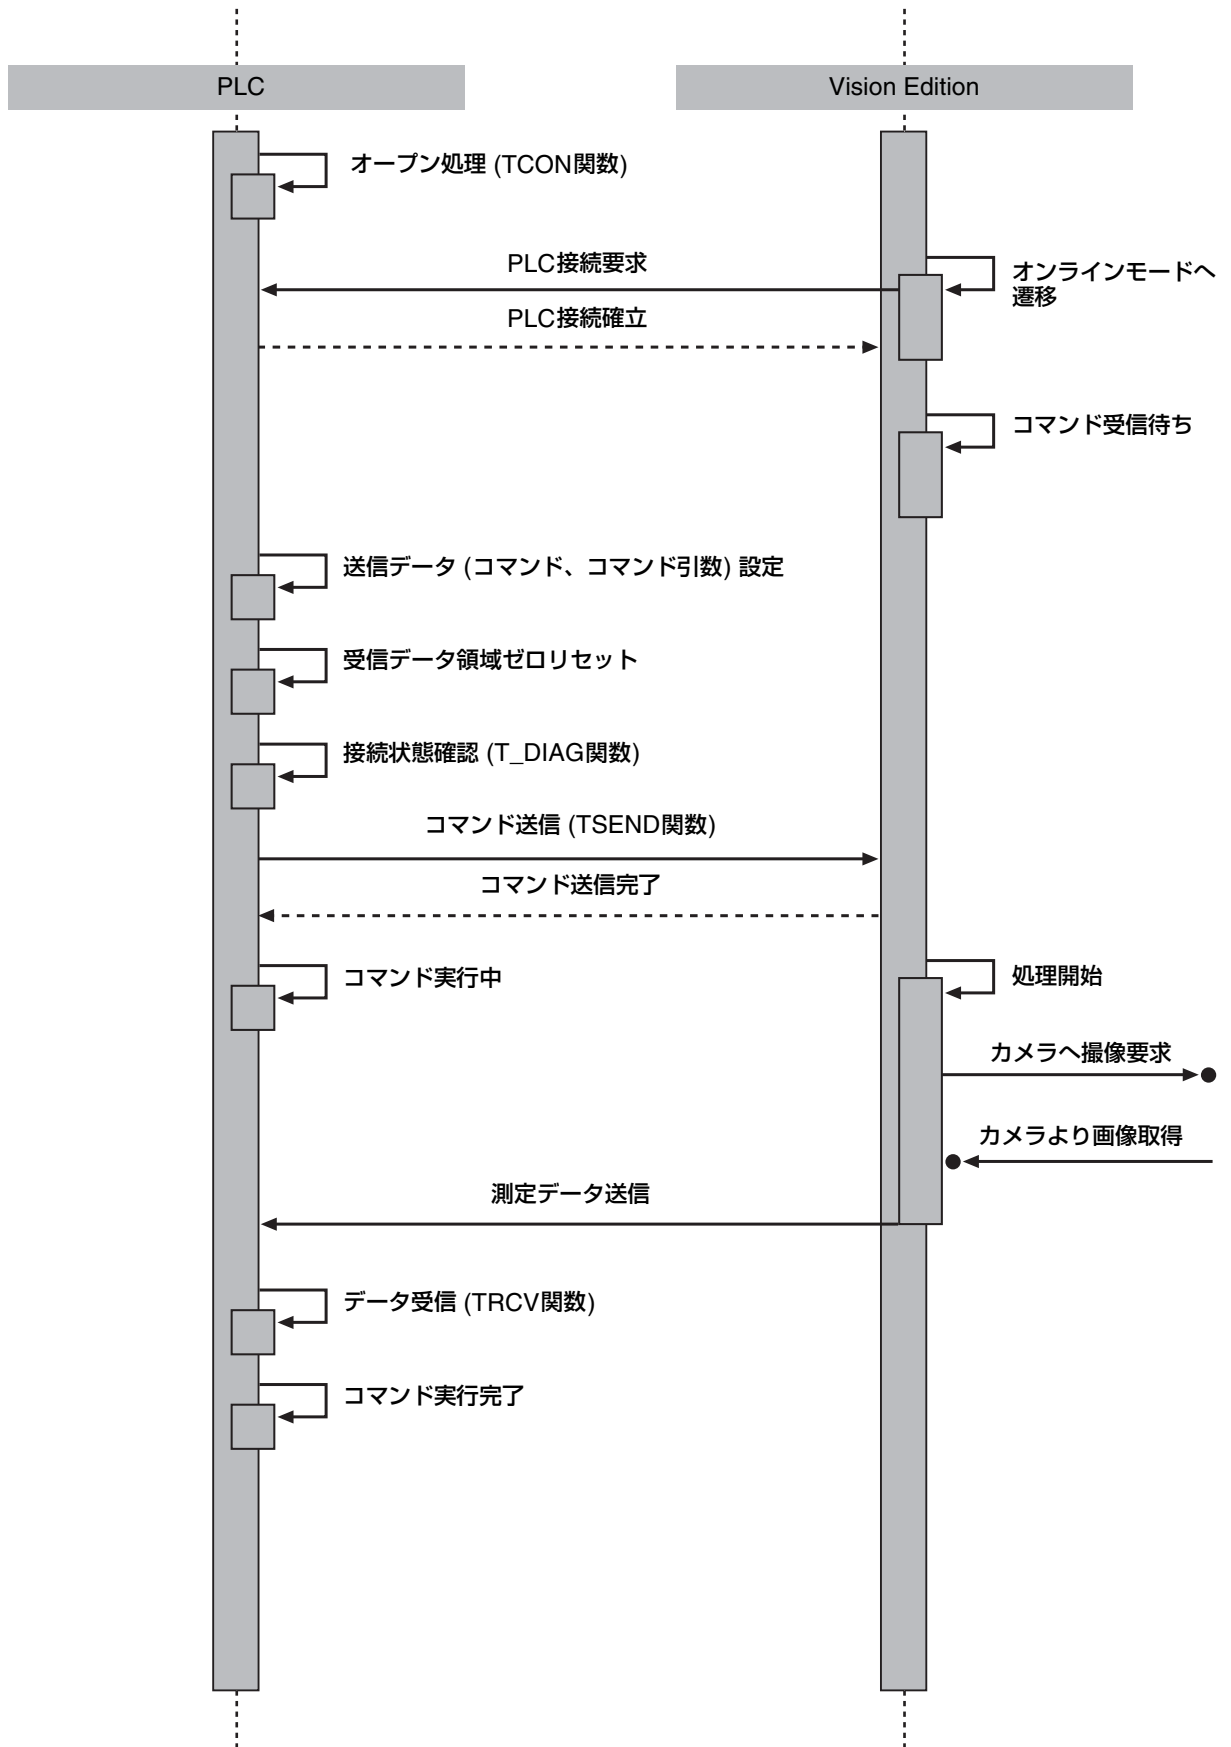 PLC
Vision Edition
オープン処理 (TCON関数)
PLC接続要求
オンラインモードへ
遷移
PLC接続確立
コマンド受信待ち
送信データ (コマンド、コマンド引数) 設定
受信データ領域ゼロリセット
接続状態確認 (T_DIAG関数)
コマンド送信 (TSEND関数)
コマンド送信完了
コマンド実行中
処理開始
カメラへ撮像要求
カメラより画像取得
測定データ送信
データ受信 (TRCV関数)
コマンド実行完了